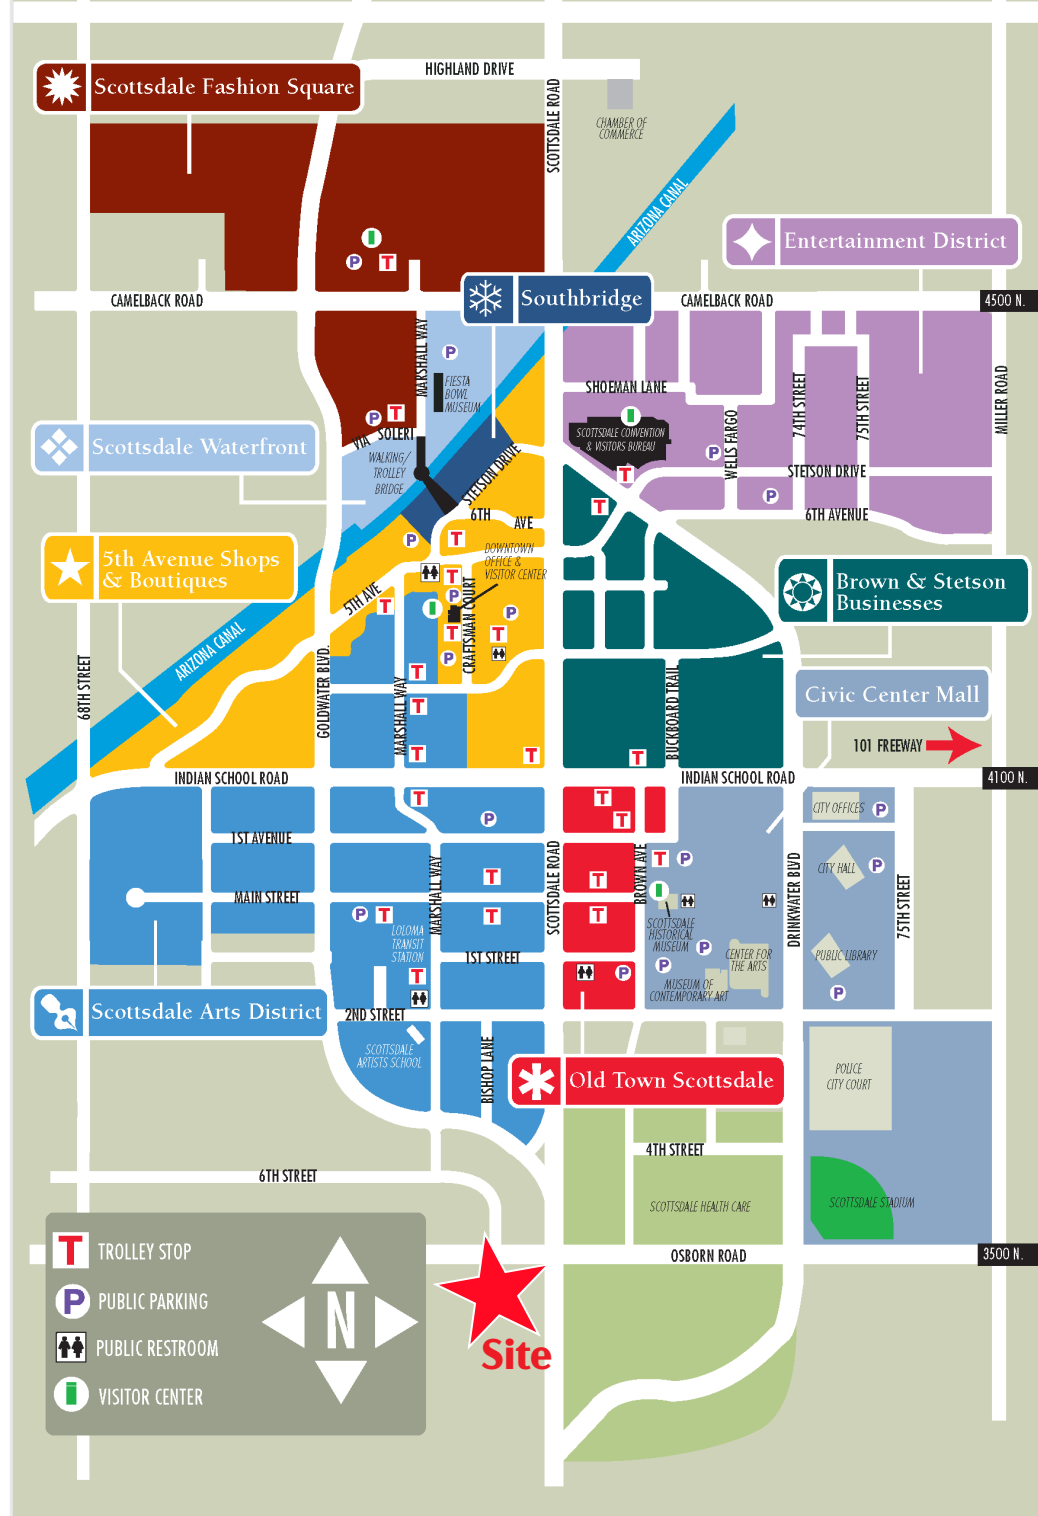 HIGHLAND DRIVE
Scottsdale Fashion Square
SCOTTSDALE ROAD
CHAMBER OF
COMMERCE
ARIZONA CANAL
Entertainment District
P
T
CAMELBACK ROAD
Southbridge
CAMELBACK ROAD
4500 N.
MARSHALL WAY
P
FIESTA
BOWL
MUSEUM
SHOEMAN LANE
74TH STREET
75TH STREET
MILLER ROAD
P
T
VIA SOLERI
Scottsdale Waterfront
WALKING/
TROLLEY
BRIDGE
STETSON DRIVE
SCOTTSDALE CONVENTION
& VISITORS BUREAU
WELLS FARGO
P
T
STETSON DRIVE
P
T
6TH AVE
6TH AVENUE
P
T
DOWNTOWN
OFFICE &
VISITOR CENTER
5th Avenue Shops
& Boutiques
T
P
5TH AVE
T
P
T
T
CRAFTSMAN COURT
P
Brown & Stetson
Businesses
ARIZONA CANAL
68TH STREET
GOLDWATER BLVD.
MARSHALL WAY
T
T
T
T
T
BUCKBOARD TRAIL
Civic Center Mall
101 FREEWAY
INDIAN SCHOOL ROAD
INDIAN SCHOOL ROAD
4100 N.
T
P
T
T
CITY OFFICES
P
1ST AVENUE
MARSHALL WAY
SCOTTSDALE ROAD
BROWN AVE
T
P
DRINKWATER BLVD
CITY HALL
P
75TH STREET
MAIN STREET
T
T
P
T
T
T
LOLOMA
TRANSIT
STATION
SCOTTSDALE
HISTORICAL
MUSEUM
P
CENTER FOR
THE ARTS
PUBLIC LIBRARY
1ST STREET
T
P
P
MUSEUM OF
CONTEMPORARY ART
P
Scottsdale Arts District
2ND STREET
SCOTTSDALE
ARTISTS SCHOOL
BISHOP LANE
Old Town Scottsdale
POLICE
CITY COURT
4TH STREET
6TH STREET
SCOTTSDALE HEALTH CARE
SCOTTSDALE STADIUM
OSBORN ROAD
3500 N.
T TROLLEY STOP
P PUBLIC PARKING
PUBLIC RESTROOM
VISITOR CENTER
N
Site